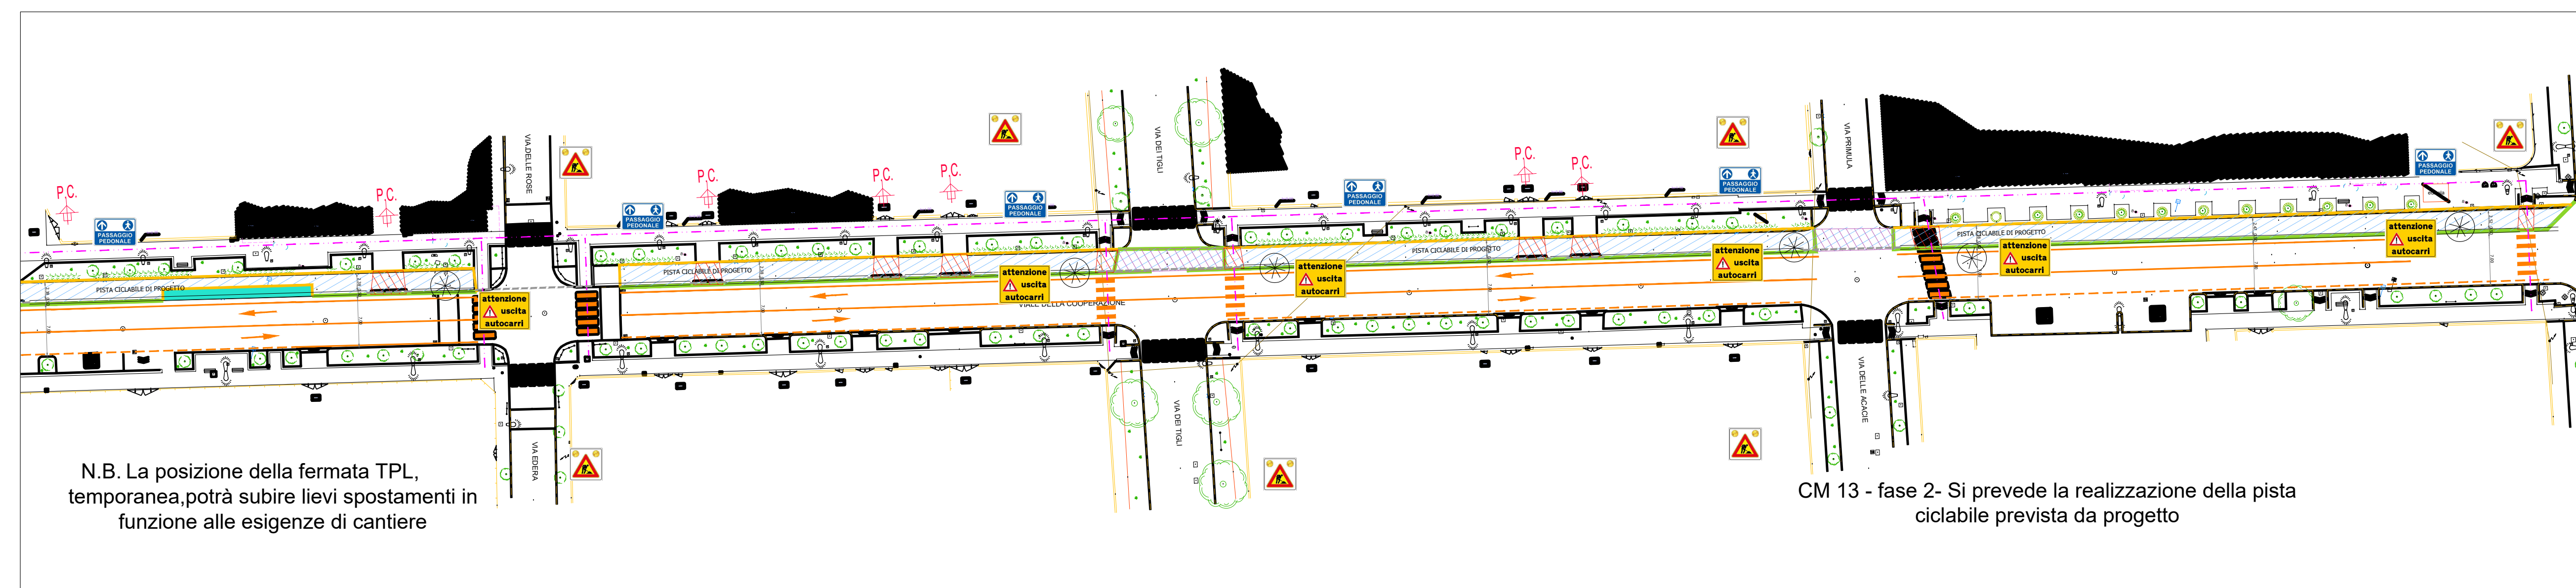 VIA DELLE ROSE
VIA DEI TIGLI
VIA PRIMULA
P.C.
P.C.
P.C.
P.C.
P.C.
P.C.
P.C.
PASSAGGIO
PEDONALE
PASSAGGIO
PEDONALE
PASSAGGIO
PEDONALE
PASSAGGIO
PEDONALE
PASSAGGIO
PEDONALE
PASSAGGIO
PEDONALE
PISTA CICLABILE DI PROGETTO
PISTA CICLABILE DI PROGETTO
PISTA CICLABILE DI PROGETTO
PISTA CICLABILE DI PROGETTO
attenzione
uscita
autocarri
attenzione
uscita
autocarri
attenzione
uscita
autocarri
attenzione
uscita
autocarri
attenzione
uscita
autocarri
attenzione
uscita
autocarri
VIALE DELLA COOPERAZIONE
VIA EDERA
VIA DEI TIGLI
VIA DELLE ACACIE
N.B. La posizione della fermata TPL,
temporanea,potrà subire lievi spostamenti in
funzione alle esigenze di cantiere
CM 13 - fase 2- Si prevede la realizzazione della pista
ciclabile prevista da progetto